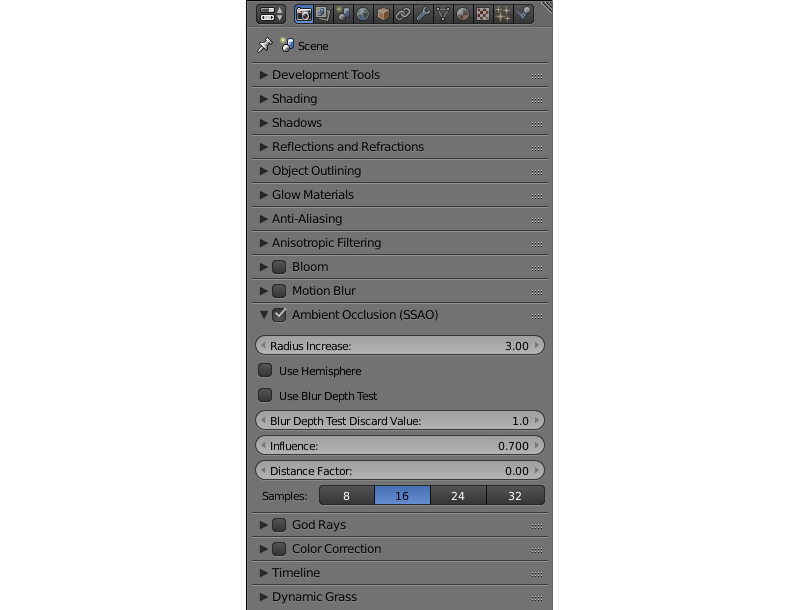 Scene
Development Tools
Shading
Shadows
Reflections and Refractions
Object Outlining
Glow Materials
Anti-Aliasing
Anisotropic Filtering
Bloom
Motion Blur
Ambient Occlusion (SSAO)
Radius Increase: 3.00
Use Hemisphere
Use Blur Depth Test
Blur Depth Test Discard Value: 1.0
Influence: 0.700
Distance Factor: 0.00
Samples: 8 16 24 32
God Rays
Color Correction
Timeline
Dynamic Grass